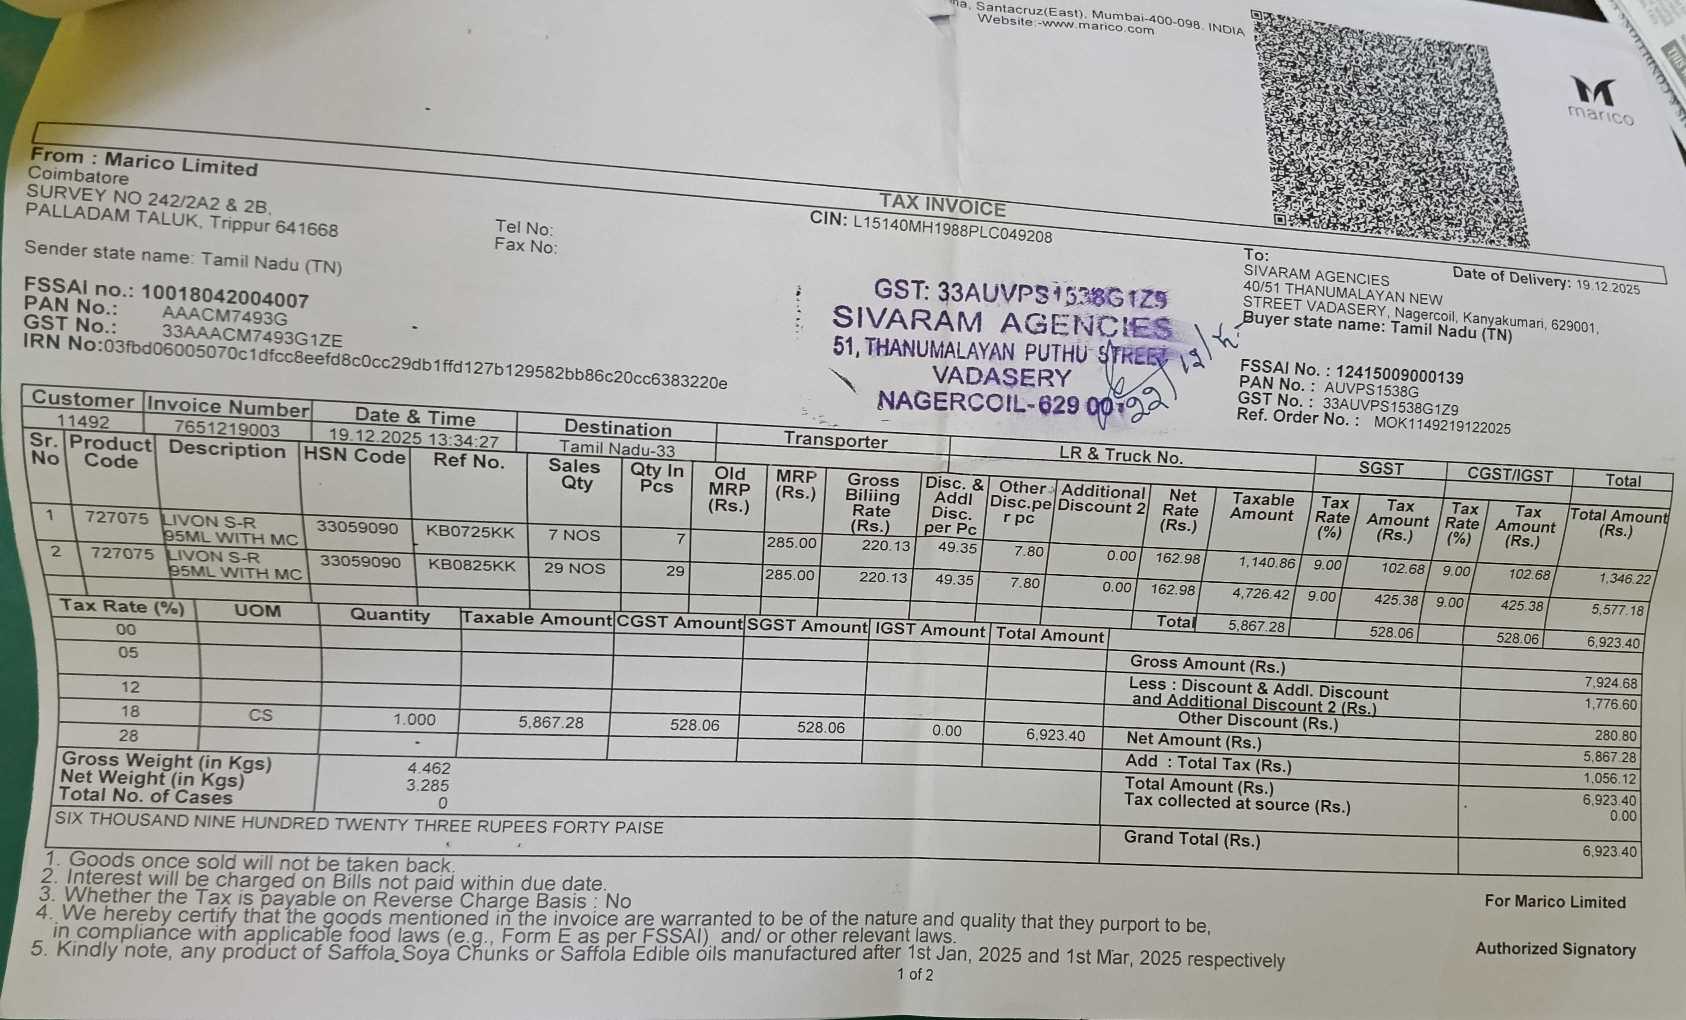 Santacruz(East), Mumbai-400-098. INDIA
Website:-www.marico.com
marico
TAX INVOICE
CIN: L15140MH1988PLC049208
From : Marico Limited
Coimbatore
SURVEY NO 242/2A2 & 2B,
PALLADAM TALUK, Trippur 641668
Tel No:
Fax No:
Sender state name: Tamil Nadu (TN)
FSSAI no.: 10018042004007
PAN No.: AAACM7493G
GST No.: 33AAACM7493G1ZE
IRN No:03fbd06005070c1dfcc8eefd8c0cc29db1ffd127b129582bb86c20cc6383220e
GST: 33AUVPS1538G1Z9
SIVARAM AGENCIES
51, THANUMALAYAN PUTHU STREET
VADASERY
NAGERCOIL-629 001
22/12/
To:
Date of Delivery: 19.12.2025
SIVARAM AGENCIES
40/51 THANUMALAYAN NEW
STREET VADASERY, Nagercoil, Kanyakumari, 629001,
Buyer state name: Tamil Nadu (TN)
FSSAI No. : 12415009000139
PAN No. : AUVPS1538G
GST No. : 33AUVPS1538G1Z9
Ref. Order No. : MOK1149219122025
Customer Invoice Number Date & Time Destination Transporter LR & Truck No.
11492 7651219003 19.12.2025 13:34:27 Tamil Nadu-33
SGST CGST/IGST Total
Sr. No Product Code Description HSN Code Ref No. Sales Qty Qty In Pcs Old MRP (Rs.) MRP (Rs.) Gross Biliing Rate (Rs.) Disc. & Addl Disc. per Pc Other Disc.pe r pc Additional Discount 2 Net Rate (Rs.) Taxable Amount Tax Rate (%) Tax Amount (Rs.) Tax Rate (%) Tax Amount (Rs.) Total Amount (Rs.)
1 727075 LIVON S-R 95ML WITH MC 33059090 KB0725KK 7 NOS 7 285.00 220.13 49.35 7.80 0.00 162.98 1,140.86 9.00 102.68 9.00 102.68 1,346.22
2 727075 LIVON S-R 95ML WITH MC 33059090 KB0825KK 29 NOS 29 285.00 220.13 49.35 7.80 0.00 162.98 4,726.42 9.00 425.38 9.00 425.38 5,577.18
Total 5,867.28 528.06 528.06 6,923.40
Tax Rate (%) UOM Quantity Taxable Amount CGST Amount SGST Amount IGST Amount Total Amount
00
05
12
18 CS 1.000 5,867.28 528.06 528.06 0.00 6,923.40
28 -
Gross Amount (Rs.) 7,924.68
Less : Discount & Addl. Discount
and Additional Discount 2 (Rs.) 1,776.60
Other Discount (Rs.) 280.80
Net Amount (Rs.) 5,867.28
Add : Total Tax (Rs.) 1,056.12
Total Amount (Rs.) 6,923.40
Tax collected at source (Rs.) 0.00
Grand Total (Rs.) 6,923.40
Gross Weight (in Kgs) 4.462
Net Weight (in Kgs) 3.285
Total No. of Cases 0
SIX THOUSAND NINE HUNDRED TWENTY THREE RUPEES FORTY PAISE
1. Goods once sold will not be taken back.
2. Interest will be charged on Bills not paid within due date.
3. Whether the Tax is payable on Reverse Charge Basis : No
4. We hereby certify that the goods mentioned in the invoice are warranted to be of the nature and quality that they purport to be,
in compliance with applicable food laws (e.g., Form E as per FSSAI) and/ or other relevant laws.
5. Kindly note, any product of Saffola Soya Chunks or Saffola Edible oils manufactured after 1st Jan, 2025 and 1st Mar, 2025 respectively
For Marico Limited
Authorized Signatory
1 of 2